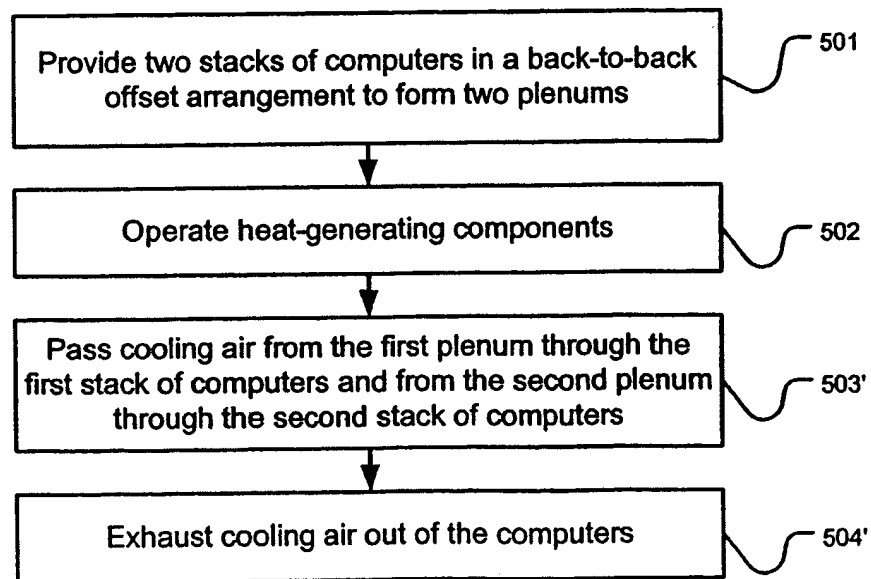 Provide two stacks of computers in a back-to-back
offset arrangement to form two plenums
501
Operate heat-generating components
502
Pass cooling air from the first plenum through the
first stack of computers and from the second plenum
through the second stack of computers
503'
Exhaust cooling air out of the computers
504'